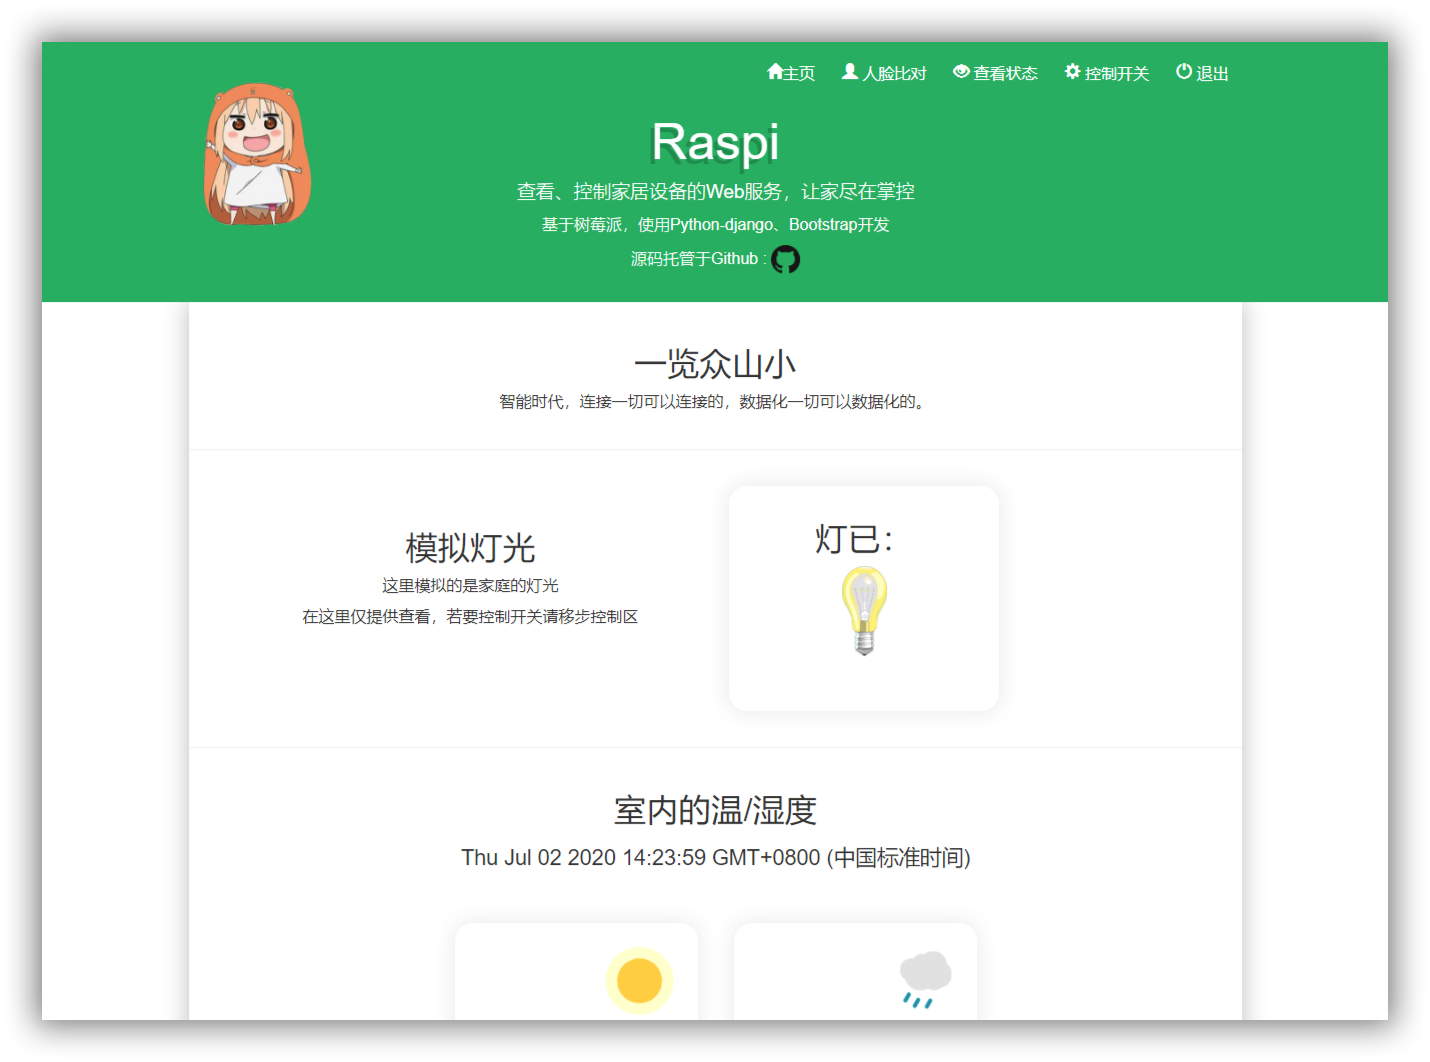 主页 人脸比对 查看状态 控制开关 退出
Raspi
查看、控制家居设备的Web服务，让家尽在掌控
基于树莓派，使用Python-django、Bootstrap开发
源码托管于Github :
一览众山小
智能时代，连接一切可以连接的，数据化一切可以数据化的。
模拟灯光
这里模拟的是家庭的灯光
在这里仅提供查看，若要控制开关请移步控制区
灯已：
室内的温/湿度
Thu Jul 02 2020 14:23:59 GMT+0800 (中国标准时间)